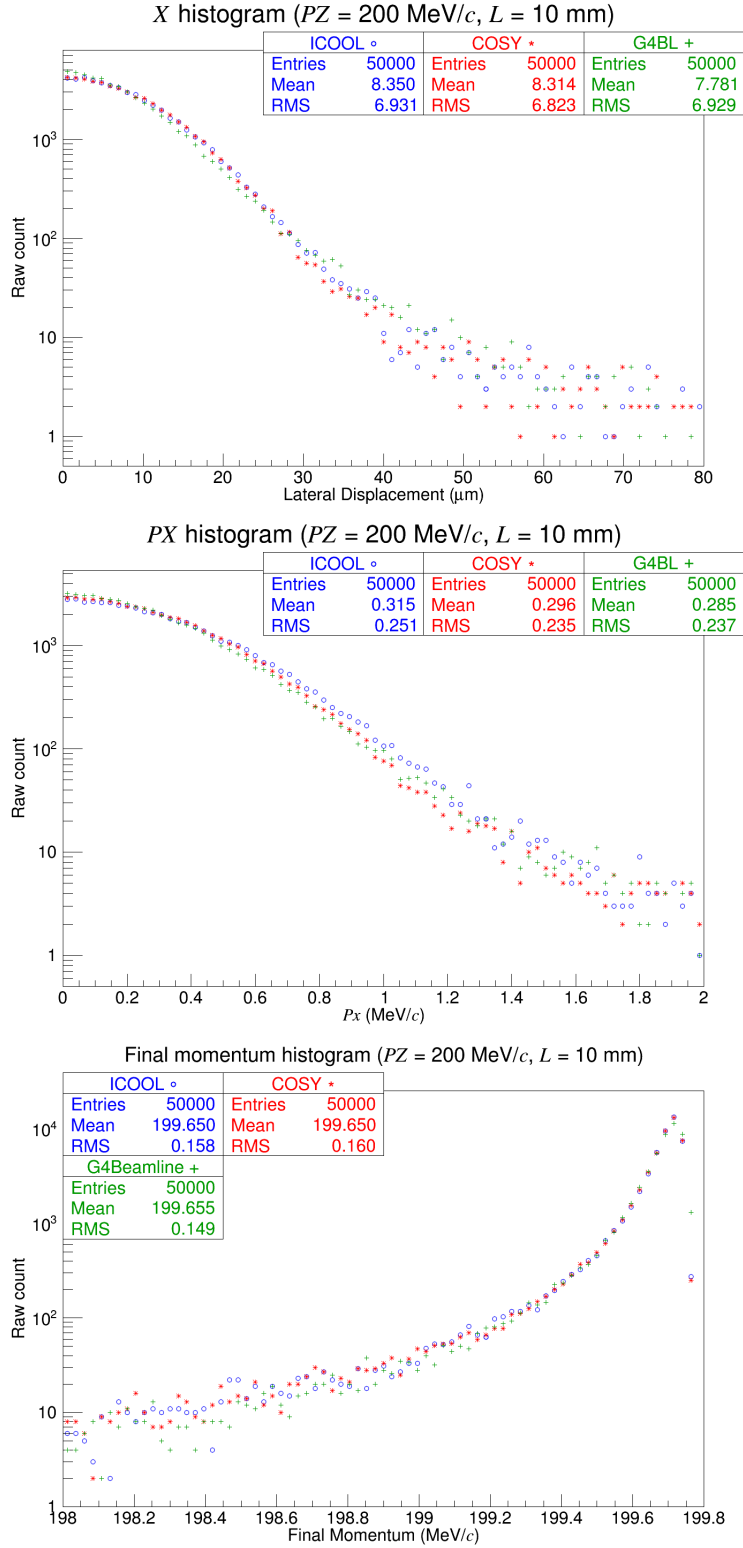 X histogram (PZ = 200 MeV/c, L = 10 mm)
ICOOL ∘ COSY * G4BL +
Entries 50000 Entries 50000 Entries 50000
Mean 8.350 Mean 8.314 Mean 7.781
RMS 6.931 RMS 6.823 RMS 6.929
10³
10²
10
1
Raw count
0 10 20 30 40 50 60 70 80
Lateral Displacement (μm)
PX histogram (PZ = 200 MeV/c, L = 10 mm)
ICOOL ∘ COSY * G4BL +
Entries 50000 Entries 50000 Entries 50000
Mean 0.315 Mean 0.296 Mean 0.285
RMS 0.251 RMS 0.235 RMS 0.237
10³
10²
10
1
Raw count
0 0.2 0.4 0.6 0.8 1 1.2 1.4 1.6 1.8 2
Px (MeV/c)
Final momentum histogram (PZ = 200 MeV/c, L = 10 mm)
ICOOL ∘ COSY *
Entries 50000 Entries 50000
Mean 199.650 Mean 199.650
RMS 0.158 RMS 0.160
G4Beamline +
Entries 50000
Mean 199.655
RMS 0.149
10⁴
10³
10²
10
1
Raw count
198 198.2 198.4 198.6 198.8 199 199.2 199.4 199.6 199.8
Final Momentum (MeV/c)